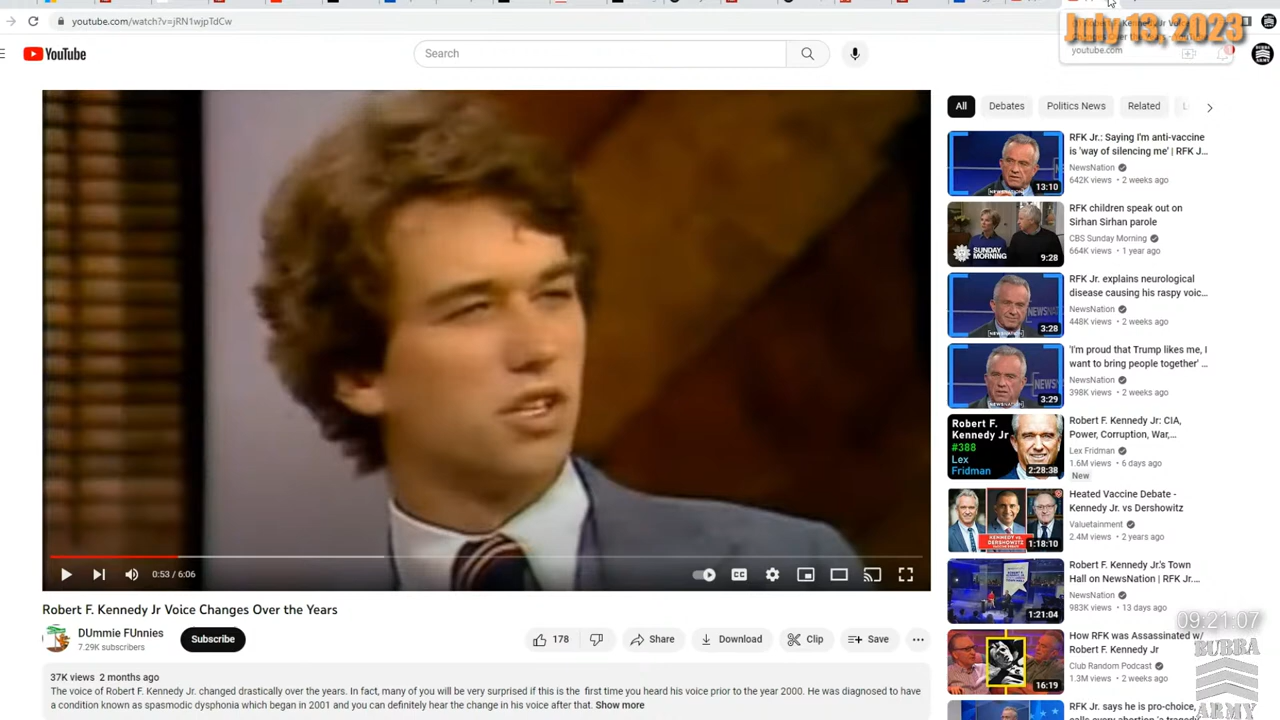 youtube.com/watch?v=jRN1wjpTdCw
July 13, 2023
youtube.com
YouTube
Search
BUBBA
ARMY
All
Debates
Politics News
Related
RFK Jr.: Saying I'm anti-vaccine
is 'way of silencing me' | RFK J...
NewsNation
642K views • 2 weeks ago
13:10
RFK children speak out on
Sirhan Sirhan parole
CBS Sunday Morning
664K views • 1 year ago
SUNDAY
MORNING
9:28
RFK Jr. explains neurological
disease causing his raspy voic...
NewsNation
448K views • 2 weeks ago
3:28
'I'm proud that Trump likes me, I
want to bring people together' ...
NewsNation
398K views • 2 weeks ago
3:29
Robert F.
Kennedy Jr
#388
Lex
Fridman
2:28:38
Robert F. Kennedy Jr: CIA,
Power, Corruption, War,...
Lex Fridman
1.6M views • 6 days ago
New
KENNEDY
DERSHOWITZ
1:18:10
Heated Vaccine Debate -
Kennedy Jr. vs Dershowitz
Valuetainment
2.4M views • 2 years ago
1:21:04
Robert F. Kennedy Jr.'s Town
Hall on NewsNation | RFK Jr....
NewsNation
983K views • 13 days ago
09:21:07
16:19
How RFK was Assassinated w/
Robert F. Kennedy Jr
Club Random Podcast
1.3M views • 2 weeks ago
RFK Jr. says he is pro-choice,
BUBBA
ARMY
0:53 / 6:06
CC
Robert F. Kennedy Jr Voice Changes Over the Years
DUmmie FUnnies
7.29K subscribers
Subscribe
178
Share
Download
Clip
Save
37K views 2 months ago
The voice of Robert F. Kennedy Jr. changed drastically over the years. In fact, many of you will be very surprised if this is the first time you heard his voice prior to the year 2000. He was diagnosed to have
a condition known as spasmodic dysphonia which began in 2001 and you can definitely hear the change in his voice after that. Show more